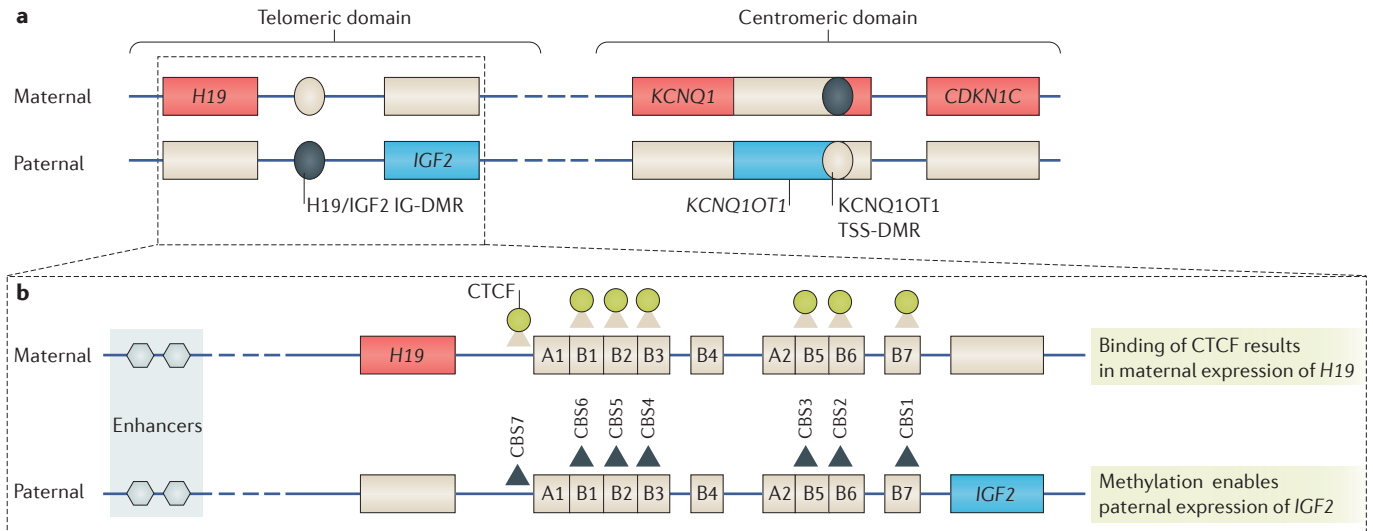 a
Telomeric domain
Centromeric domain
Maternal
H19
KCNQ1
CDKN1C
Paternal
IGF2
H19/IGF2 IG-DMR
KCNQ1OT1
KCNQ1OT1
TSS-DMR
b
CTCF
Maternal
H19
A1 B1 B2 B3 B4 A2 B5 B6 B7
Binding of CTCF results
in maternal expression of H19
Enhancers
CBS7
CBS6
CBS5
CBS4
CBS3
CBS2
CBS1
Paternal
A1 B1 B2 B3 B4 A2 B5 B6 B7
IGF2
Methylation enables
paternal expression of IGF2